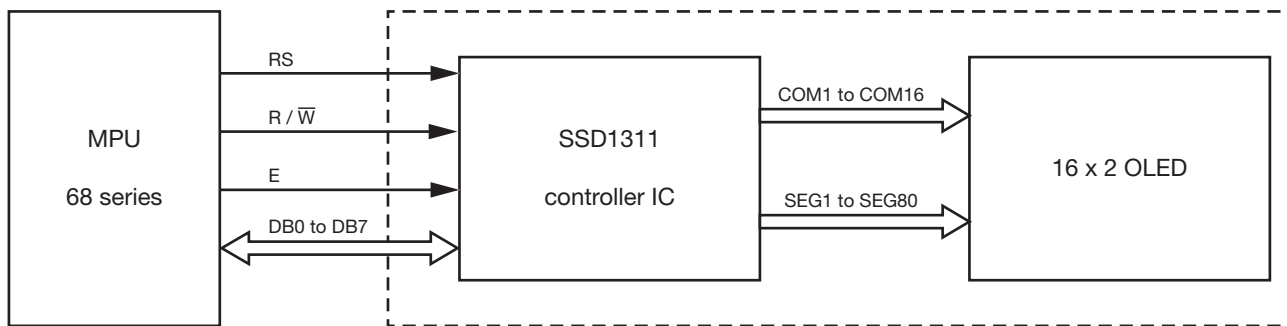 MPU
68 series
RS
R / W̅
E
DB0 to DB7
SSD1311
controller IC
COM1 to COM16
SEG1 to SEG80
16 x 2 OLED